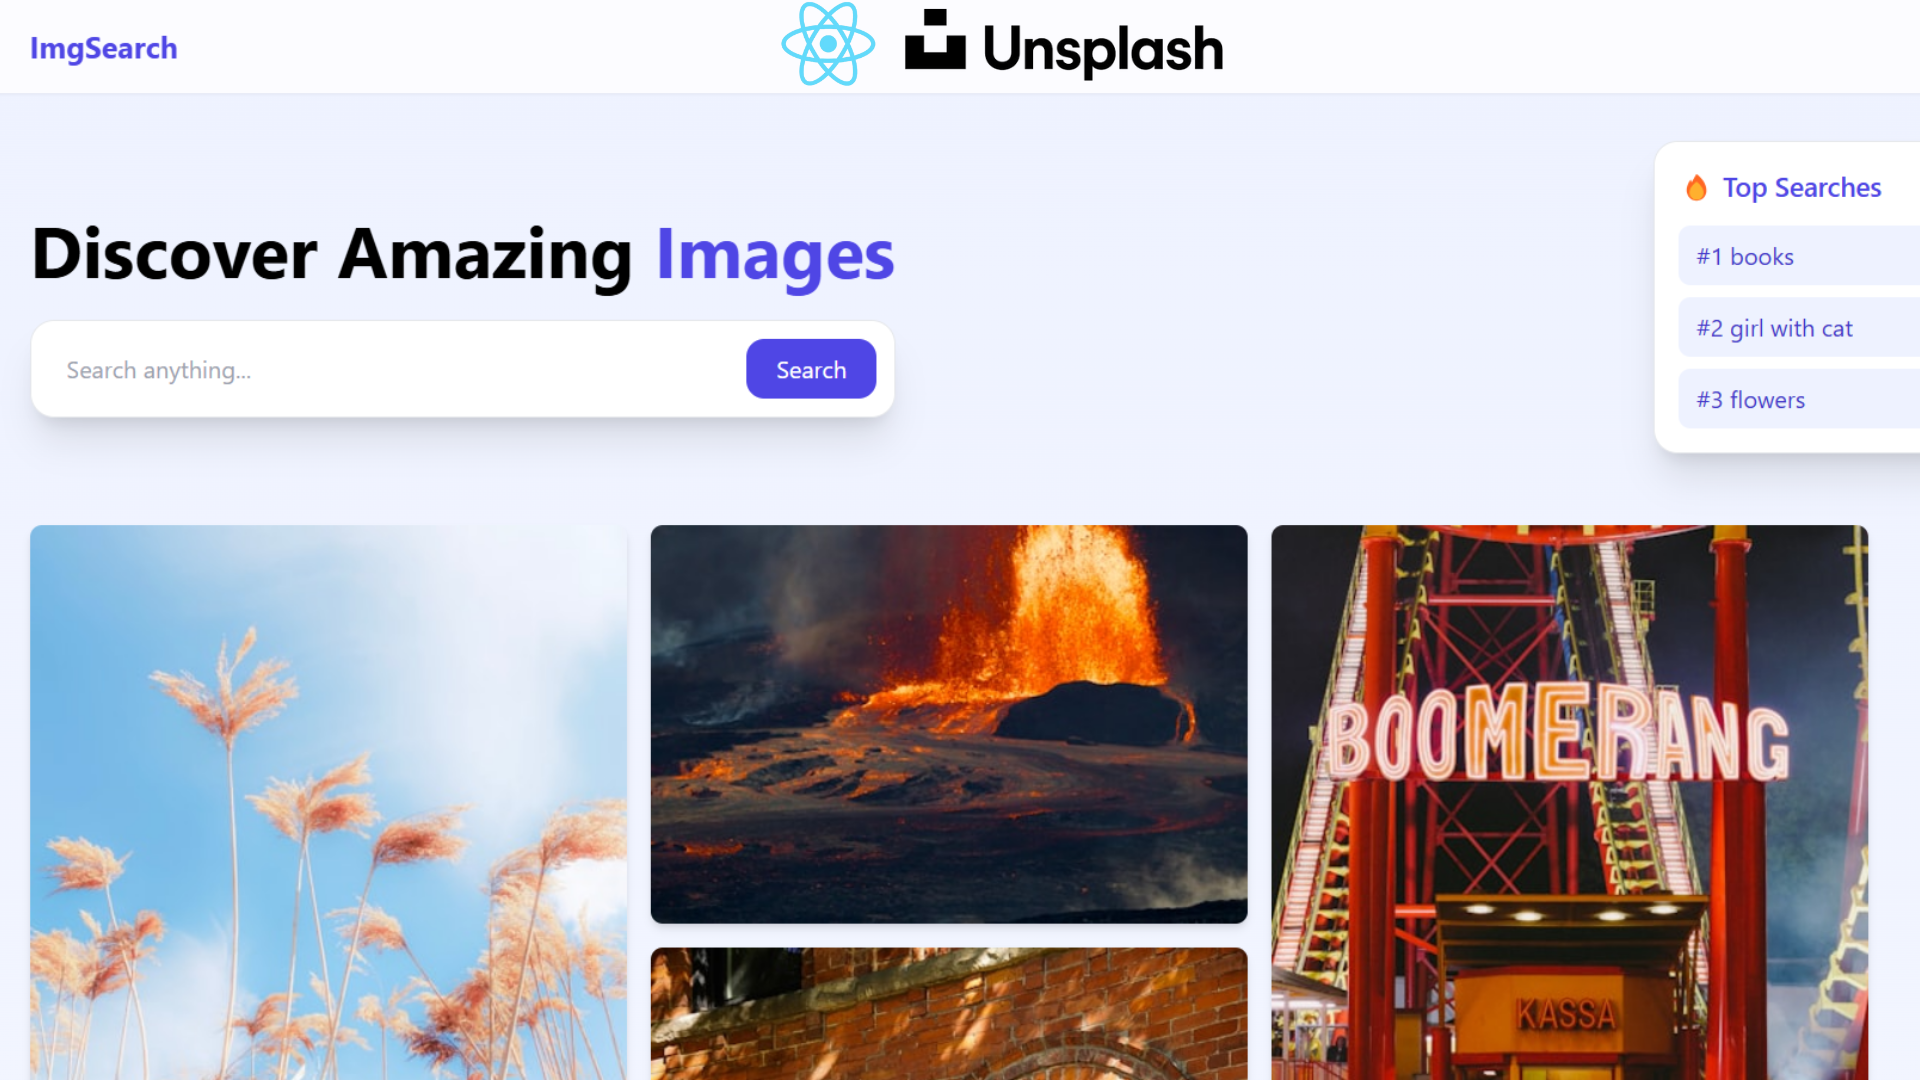 ImgSearch
Unsplash
Discover Amazing Images
Search anything...
Search
🔥 Top Searches
#1 books
#2 girl with cat
#3 flowers
BOOMERANG
KASSA